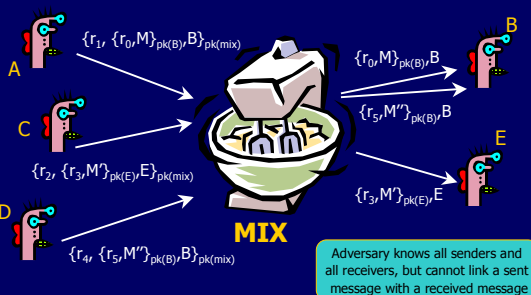 B
A
{r₁, {r₀,M}pk(B),B}pk(mix)
{r₀,M}pk(B),B
C
{r₅,M''}pk(B),B
E
{r₂, {r₃,M'}pk(E),E}pk(mix)
{r₃,M'}pk(E),E
D
MIX
{r₄, {r₅,M''}pk(B),B}pk(mix)
Adversary knows all senders and
all receivers, but cannot link a sent
message with a received message